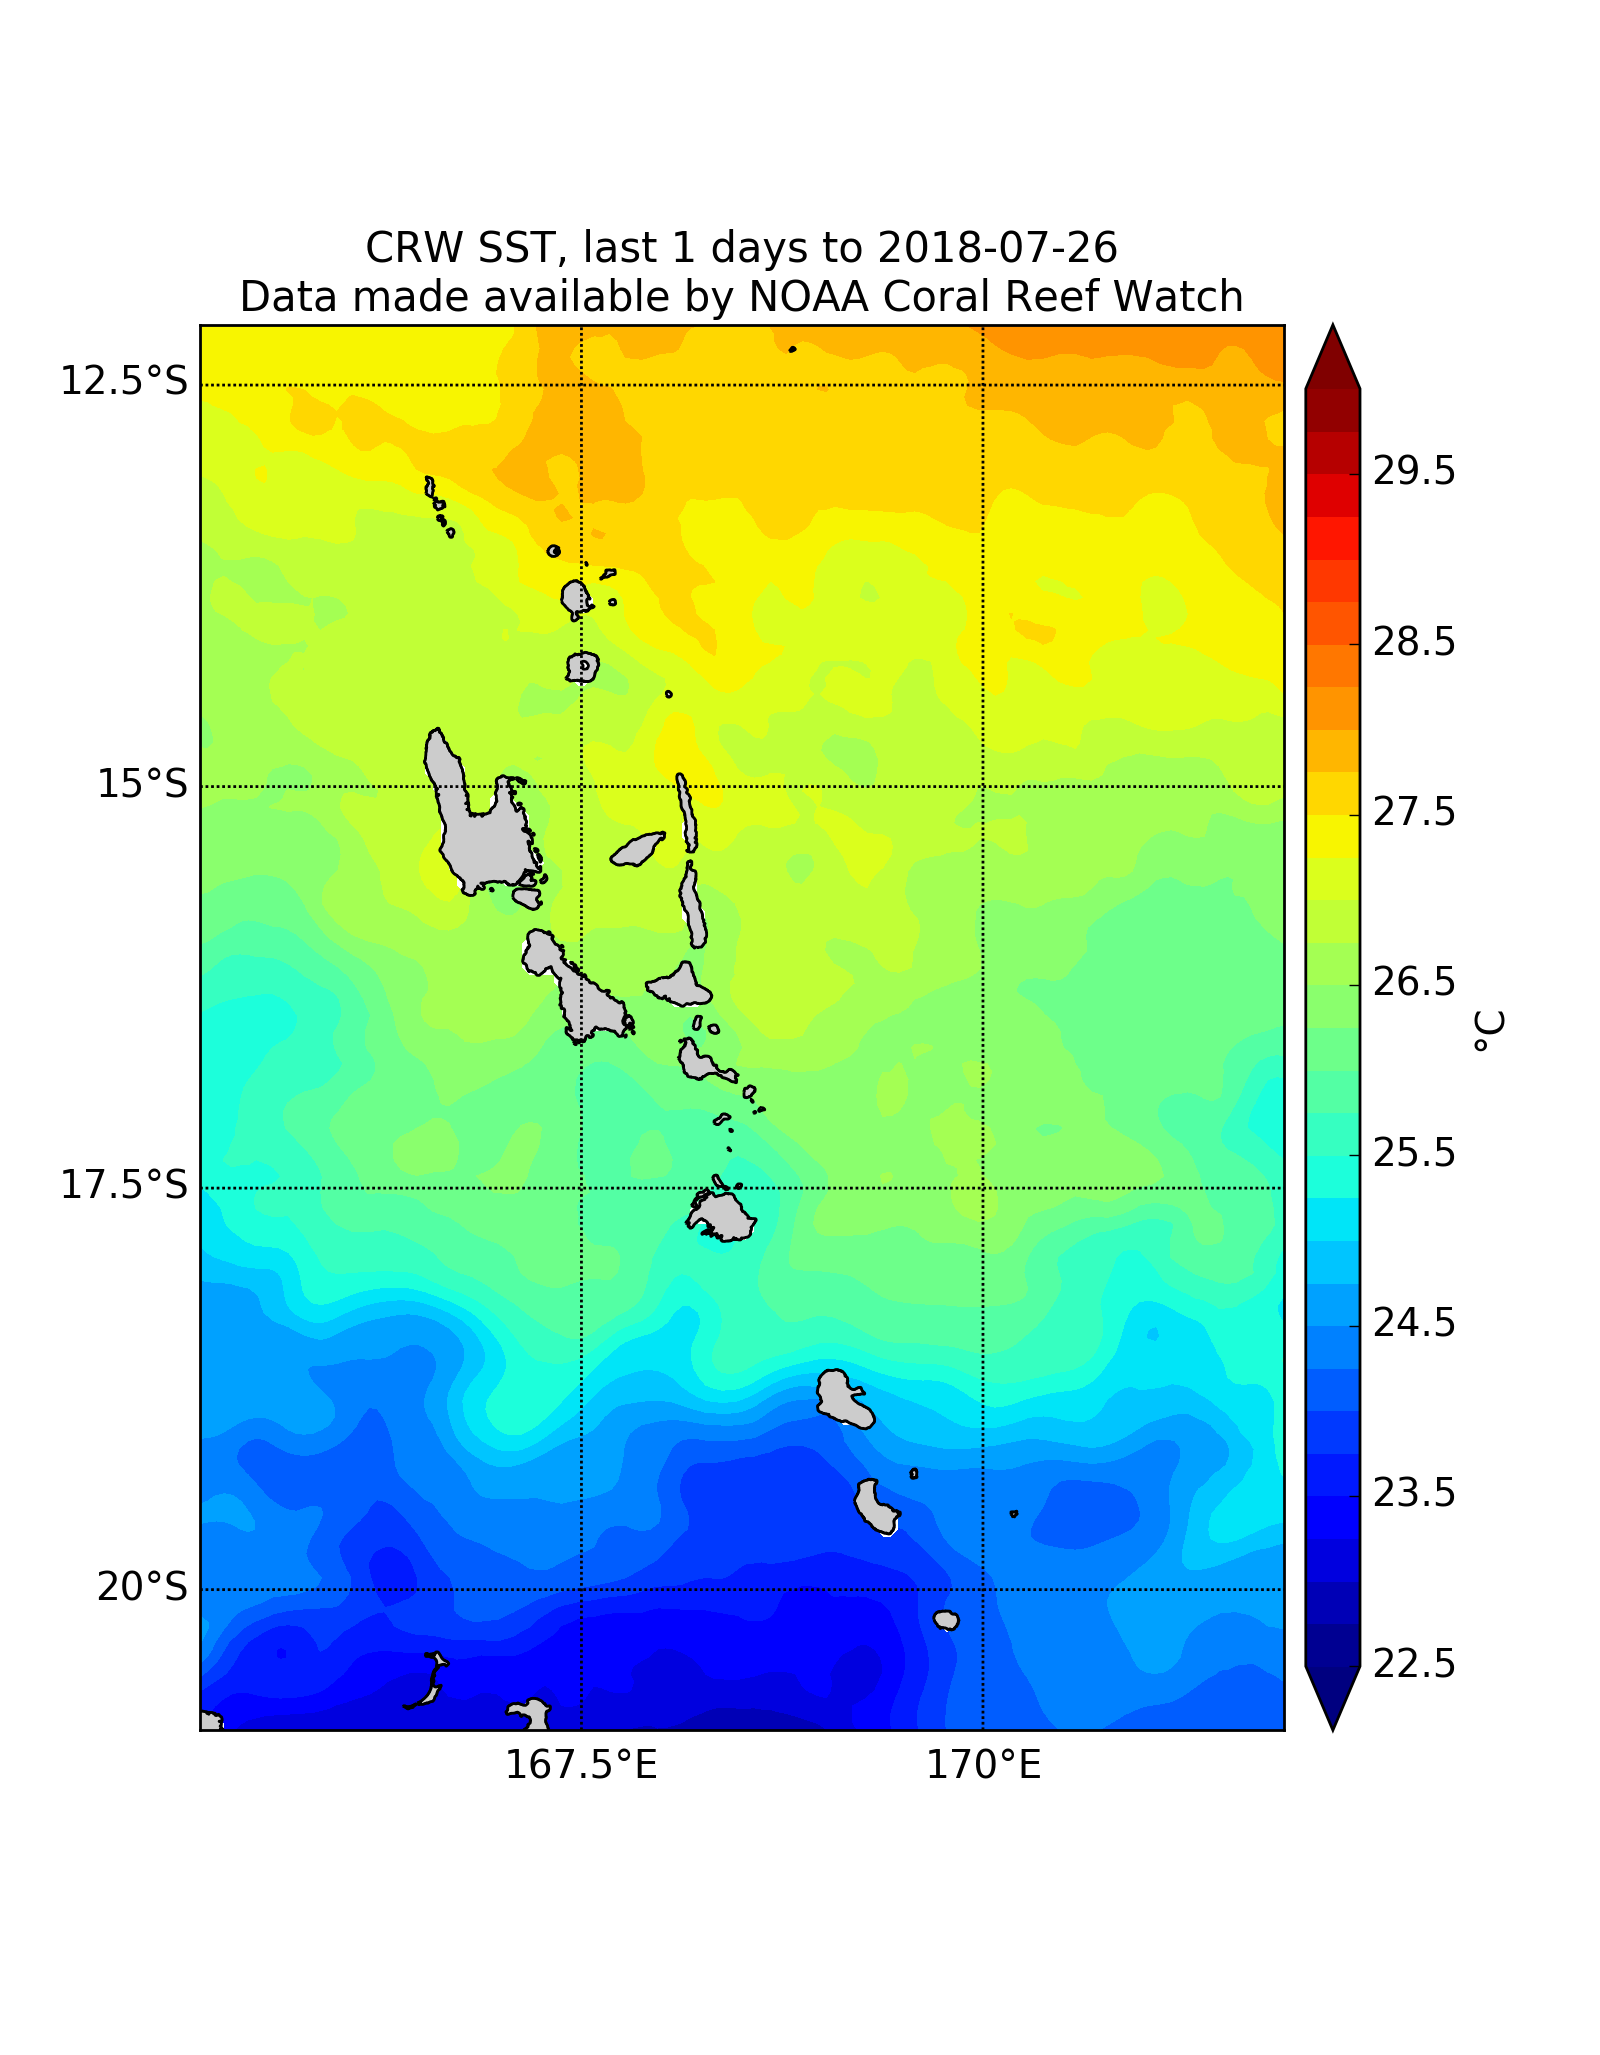 CRW SST, last 1 days to 2018-07-26
Data made available by NOAA Coral Reef Watch
12.5°S
15°S
17.5°S
20°S
167.5°E
170°E
29.5
28.5
27.5
26.5
25.5
24.5
23.5
22.5
°C